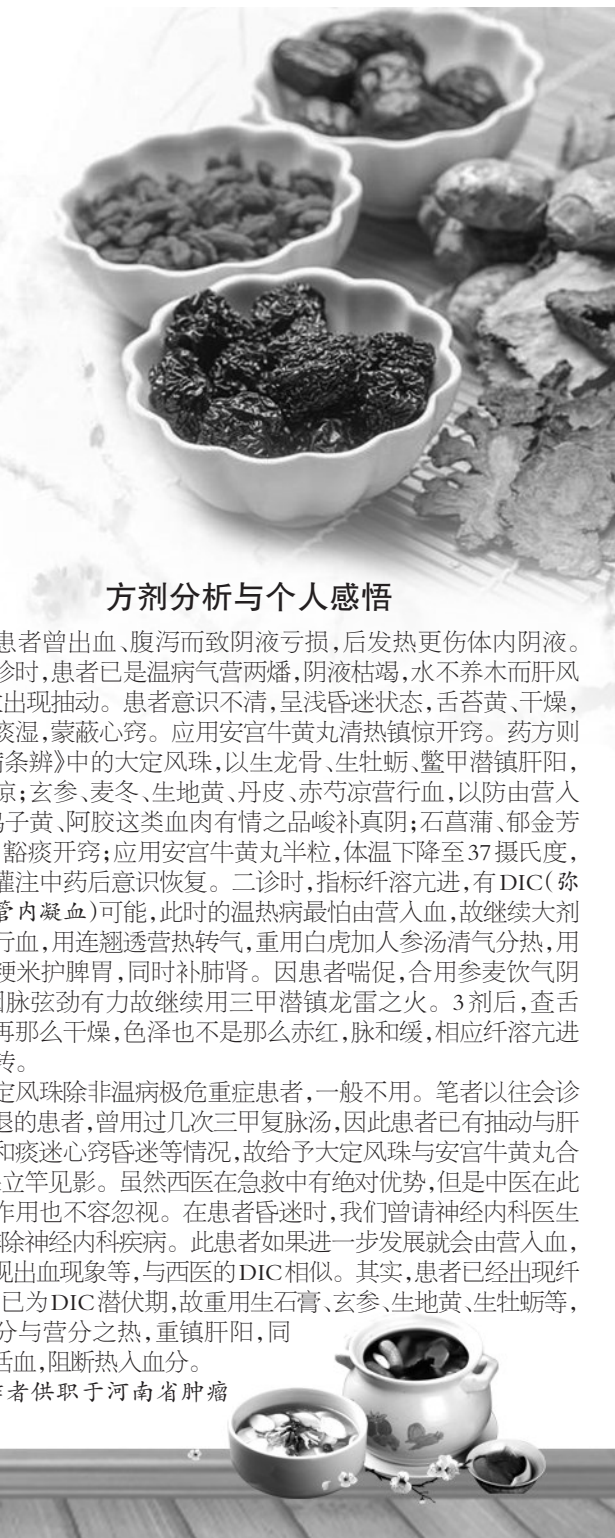 方剂分析与个人感悟
患者曾出血、腹泻而致阴液亏损，后发热更伤体内阴液。
诊时，患者已是温病气营两燔，阴液枯竭，水不养木而肝风
出现抽动。患者意识不清，呈浅昏迷状态，舌苔黄、干燥，
痰湿，蒙蔽心窍。应用安宫牛黄丸清热镇惊开窍。药方则
条辨》中的大定风珠，以生龙骨、生牡蛎、鳖甲潜镇肝阳，
凉；玄参、麦冬、生地黄、丹皮、赤芍凉营行血，以防由营入
子黄、阿胶这类血肉有情之品峻补真阴；石菖蒲、郁金芳
豁痰开窍；应用安宫牛黄丸半粒，体温下降至37摄氏度，
灌注中药后意识恢复。二诊时，指标纤溶亢进，有DIC（弥
管内凝血）可能，此时的温热病最怕由营入血，故继续大剂
行血，用连翘透营热转气，重用白虎加人参汤清气分热，用
粳米护脾胃，同时补肺肾。因患者喘促，合用参麦饮气阴
因脉弦劲有力故继续用三甲潜镇龙雷之火。3剂后，查舌
再那么干燥，色泽也不是那么赤红，脉和缓，相应纤溶亢进
转。
定风珠除非温病极危重症患者，一般不用。笔者以往会诊
退的患者，曾用过几次三甲复脉汤，因此患者已有抽动与肝
和痰迷心窍昏迷等情况，故给予大定风珠与安宫牛黄丸合
立竿见影。虽然西医在急救中有绝对优势，但是中医在此
作用也不容忽视。在患者昏迷时，我们曾请神经内科医生
除神经内科疾病。此患者如果进一步发展就会由营入血，
现出血现象等，与西医的DIC相似。其实，患者已经出现纤
已为DIC潜伏期，故重用生石膏、玄参、生地黄、生牡蛎等，
分与营分之热，重镇肝阳，同
活血，阻断热入血分。
者供职于河南省肿瘤